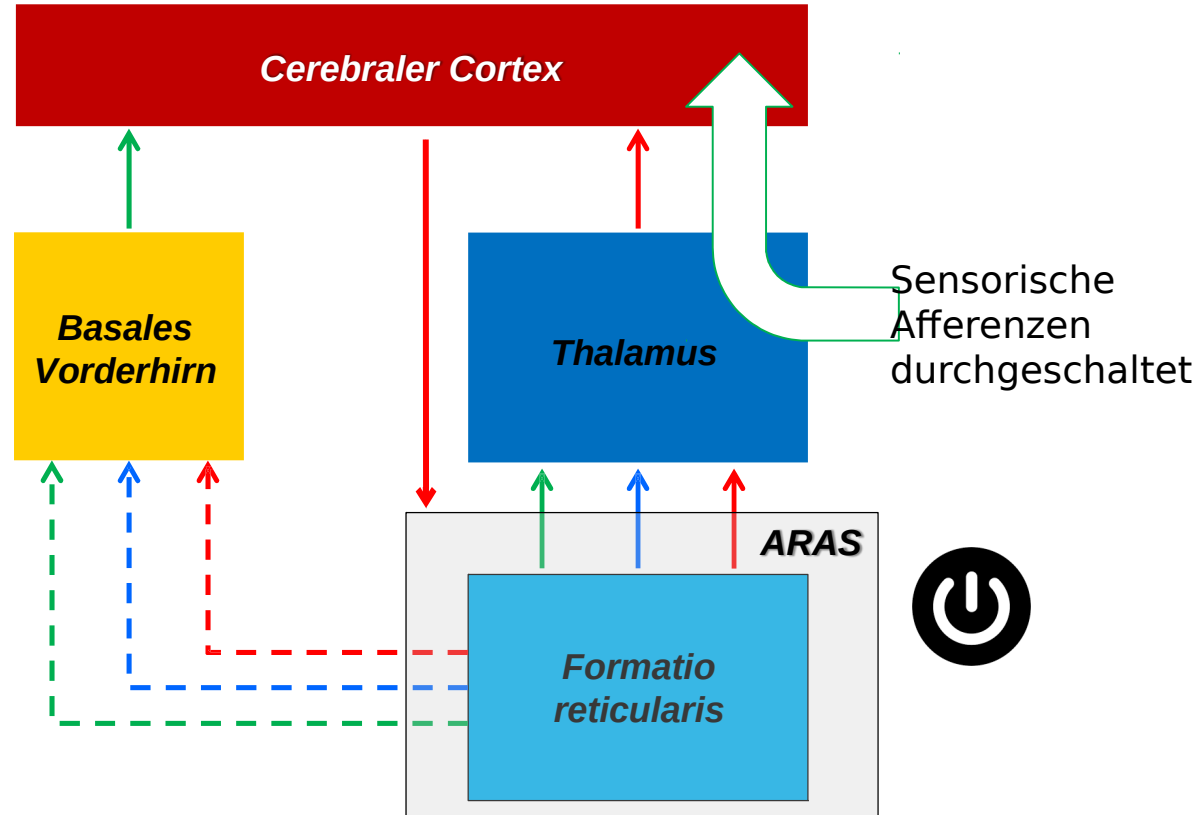 Cerebraler Cortex
Basales
Vorderhirn
Thalamus
Sensorische
Afferenzen
durchgeschaltet
ARAS
Formatio
reticularis